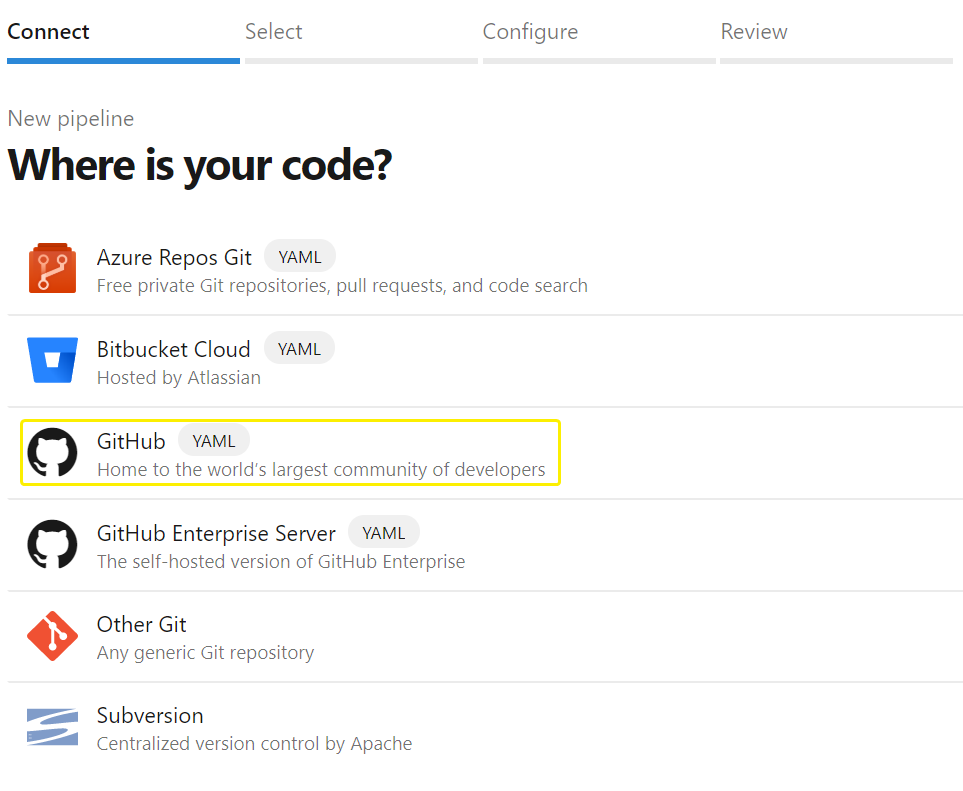 Connect Select Configure Review
New pipeline
Where is your code?
Azure Repos Git YAML
Free private Git repositories, pull requests, and code search
Bitbucket Cloud YAML
Hosted by Atlassian
GitHub YAML
Home to the world's largest community of developers
GitHub Enterprise Server YAML
The self-hosted version of GitHub Enterprise
Other Git
Any generic Git repository
Subversion
Centralized version control by Apache